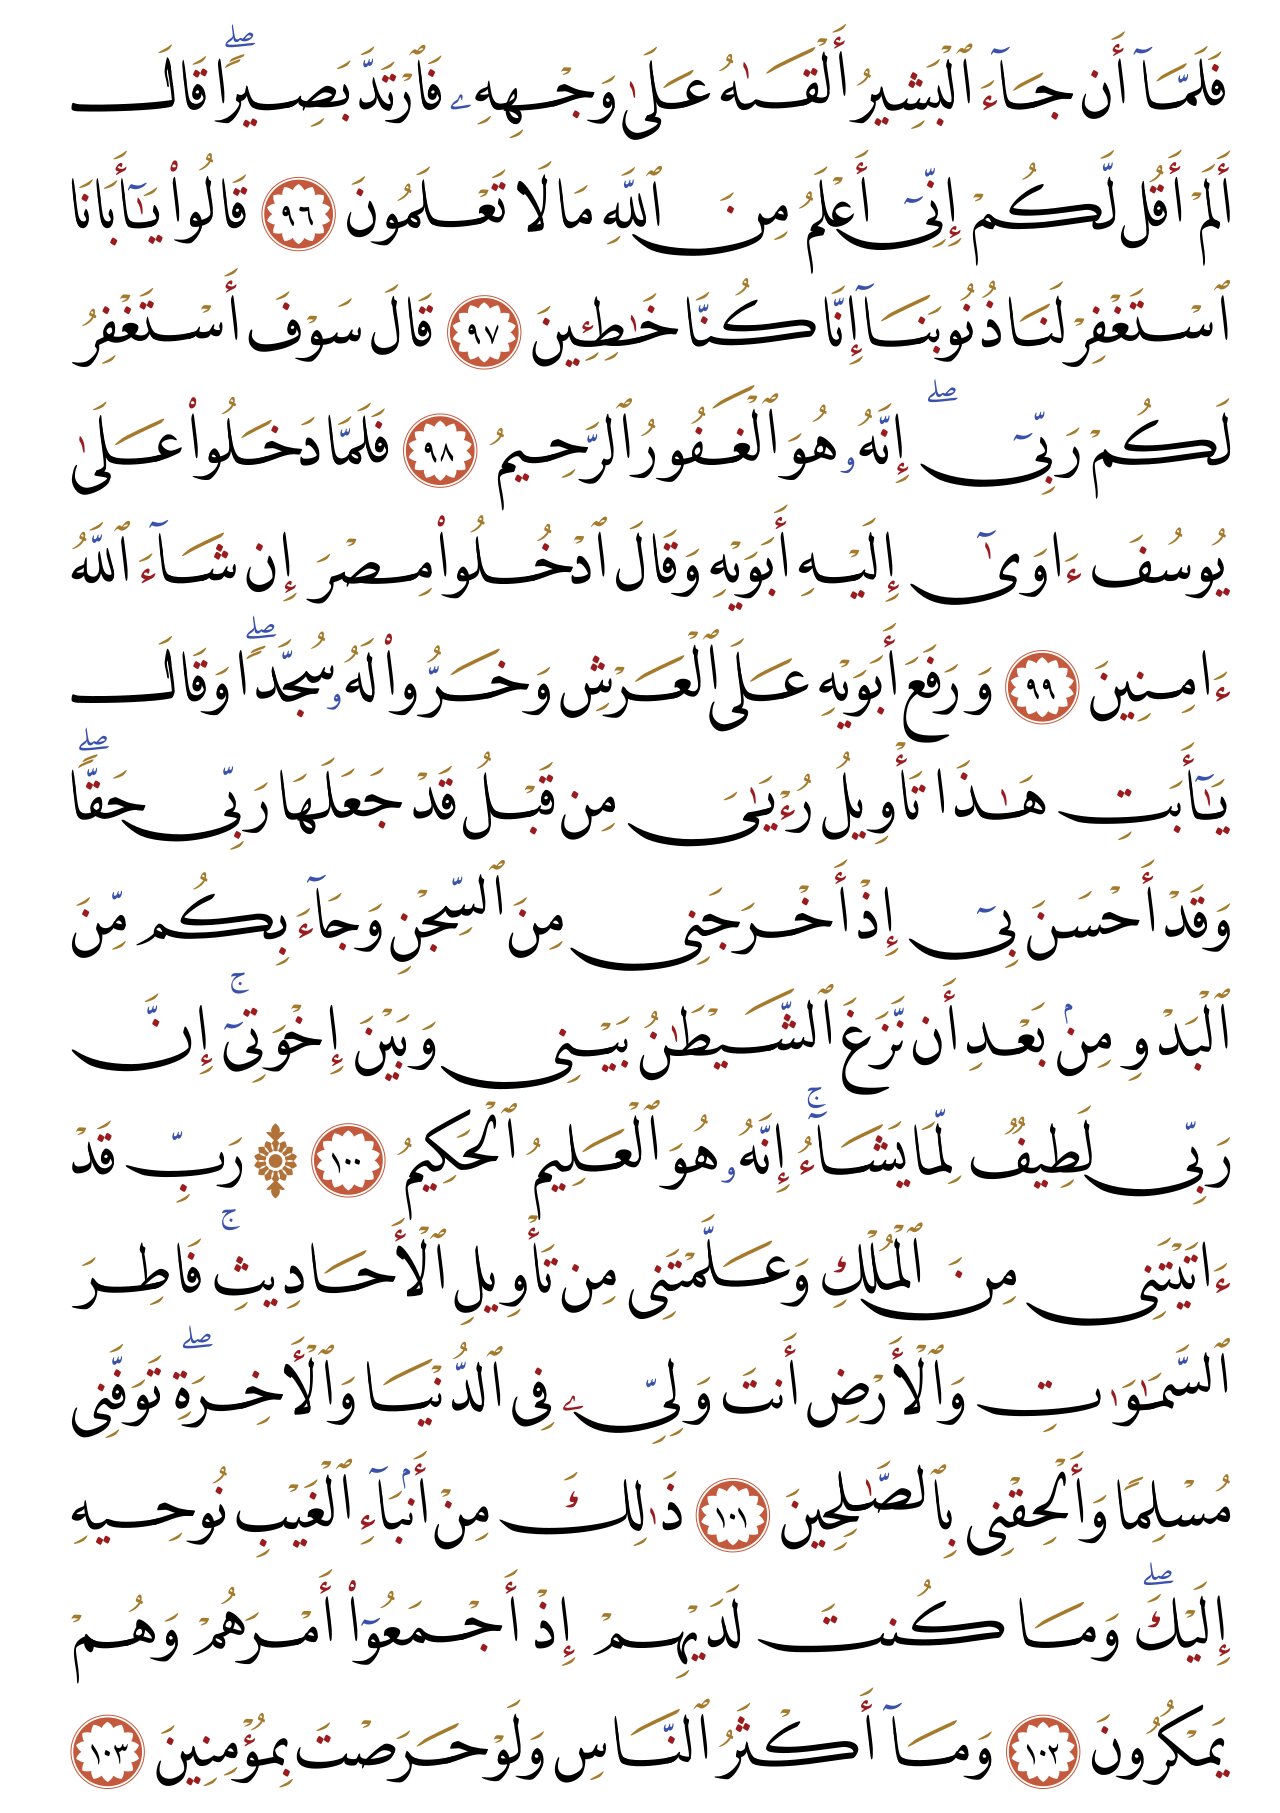 فَلَمَّآ أَن جَآءَ ٱلْبَشِيرُ أَلْقَىٰهُ عَلَىٰ وَجْهِهِۦ فَٱرْتَدَّ بَصِيرًاۖ قَالَ
أَلَمْ أَقُل لَّكُمْ إِنِّىٓ أَعْلَمُ مِنَ ٱللَّهِ مَا لَا تَعْلَمُونَ ٩٦ قَالُوا۟ يَـٰٓأَبَانَا
ٱسْتَغْفِرْ لَنَا ذُنُوبَنَآ إِنَّا كُنَّا خَـٰطِـِٔينَ ٩٧ قَالَ سَوْفَ أَسْتَغْفِرُ
لَكُمْ رَبِّىٓۖ إِنَّهُۥ هُوَ ٱلْغَفُورُ ٱلرَّحِيمُ ٩٨ فَلَمَّا دَخَلُوا۟ عَلَىٰ
يُوسُفَ ءَاوَىٰٓ إِلَيْهِ أَبَوَيْهِ وَقَالَ ٱدْخُلُوا۟ مِصْرَ إِن شَآءَ ٱللَّهُ
ءَامِنِينَ ٩٩ وَرَفَعَ أَبَوَيْهِ عَلَى ٱلْعَرْشِ وَخَرُّوا۟ لَهُۥ سُجَّدًاۖ وَقَالَ
يَـٰٓأَبَتِ هَـٰذَا تَأْوِيلُ رُءْيَـٰىَ مِن قَبْلُ قَدْ جَعَلَهَا رَبِّى حَقًّاۖ
وَقَدْ أَحْسَنَ بِىٓ إِذْ أَخْرَجَنِى مِنَ ٱلسِّجْنِ وَجَآءَ بِكُم مِّنَ
ٱلْبَدْوِ مِنۢ بَعْدِ أَن نَّزَغَ ٱلشَّيْطَـٰنُ بَيْنِى وَبَيْنَ إِخْوَتِىٓۚ إِنَّ
رَبِّى لَطِيفٌ لِّمَا يَشَآءُۚ إِنَّهُۥ هُوَ ٱلْعَلِيمُ ٱلْحَكِيمُ ١٠٠ ۞ رَبِّ قَدْ
ءَاتَيْتَنِى مِنَ ٱلْمُلْكِ وَعَلَّمْتَنِى مِن تَأْوِيلِ ٱلْأَحَادِيثِۚ فَاطِرَ
ٱلسَّمَـٰوَٰتِ وَٱلْأَرْضِ أَنتَ وَلِىِّۦ فِى ٱلدُّنْيَا وَٱلْـَٔاخِرَةِۖ تَوَفَّنِى
مُسْلِمًا وَأَلْحِقْنِى بِٱلصَّـٰلِحِينَ ١٠١ ذَٰلِكَ مِنْ أَنۢبَآءِ ٱلْغَيْبِ نُوحِيهِ
إِلَيْكَۖ وَمَا كُنتَ لَدَيْهِمْ إِذْ أَجْمَعُوٓا۟ أَمْرَهُمْ وَهُمْ
يَمْكُرُونَ ١٠٢ وَمَآ أَكْثَرُ ٱلنَّاسِ وَلَوْ حَرَصْتَ بِمُؤْمِنِينَ ١٠٣